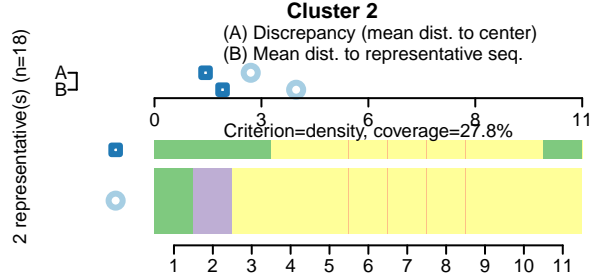 Cluster 2
(A) Discrepancy (mean dist. to center)
(B) Mean dist. to representative seq.
2 representative(s) (n=18)
A
B
0 3 6 8 11
Criterion=density, coverage=27.8%
1 2 3 4 5 6 7 8 9 10 11